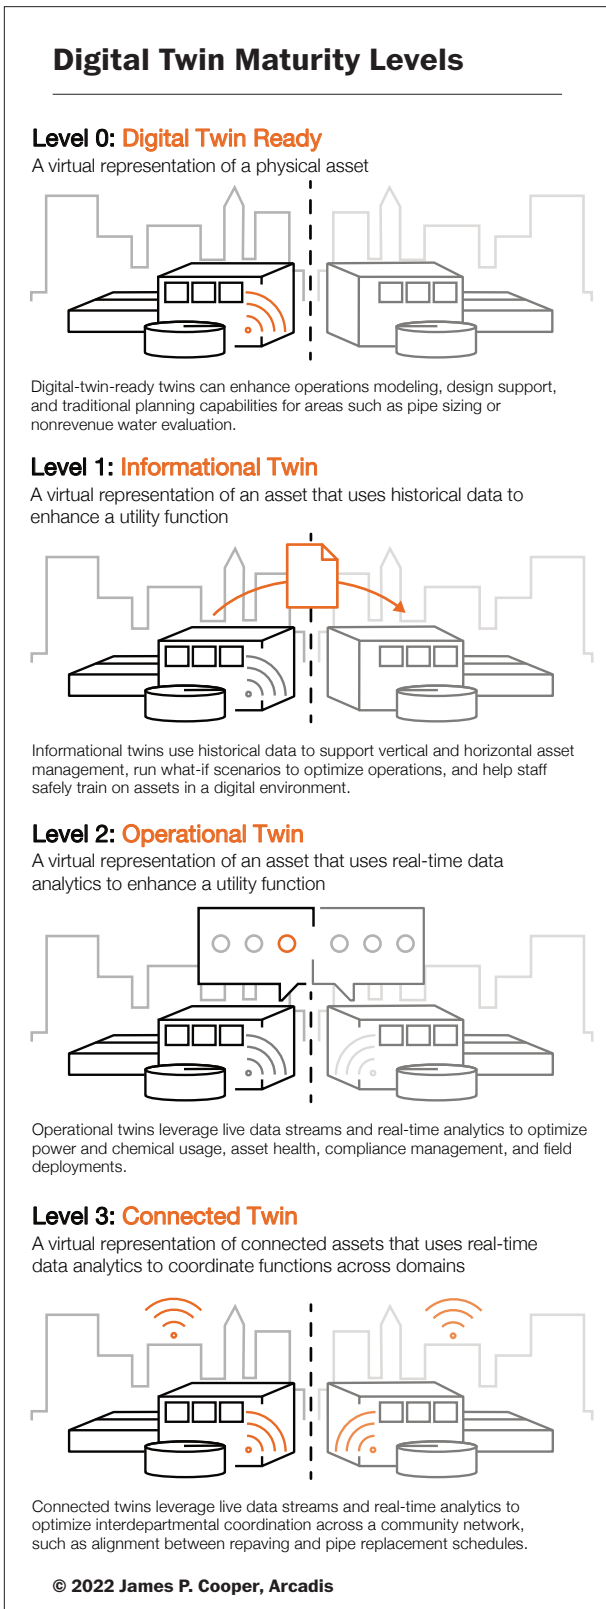 Digital Twin Maturity Levels
Level 0: Digital Twin Ready
A virtual representation of a physical asset
Digital-twin-ready twins can enhance operations modeling, design support,
and traditional planning capabilities for areas such as pipe sizing or
nonrevenue water evaluation.
Level 1: Informational Twin
A virtual representation of an asset that uses historical data to
enhance a utility function
Informational twins use historical data to support vertical and horizontal asset
management, run what-if scenarios to optimize operations, and help staff
safely train on assets in a digital environment.
Level 2: Operational Twin
A virtual representation of an asset that uses real-time data
analytics to enhance a utility function
Operational twins leverage live data streams and real-time analytics to optimize
power and chemical usage, asset health, compliance management, and field
deployments.
Level 3: Connected Twin
A virtual representation of connected assets that uses real-time
data analytics to coordinate functions across domains
Connected twins leverage live data streams and real-time analytics to
optimize interdepartmental coordination across a community network,
such as alignment between repaving and pipe replacement schedules.
© 2022 James P. Cooper, Arcadis